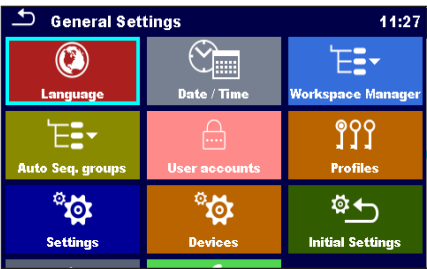 General Settings 11:27
Language Date / Time Workspace Manager
Auto Seq. groups User accounts Profiles
Settings Devices Initial Settings